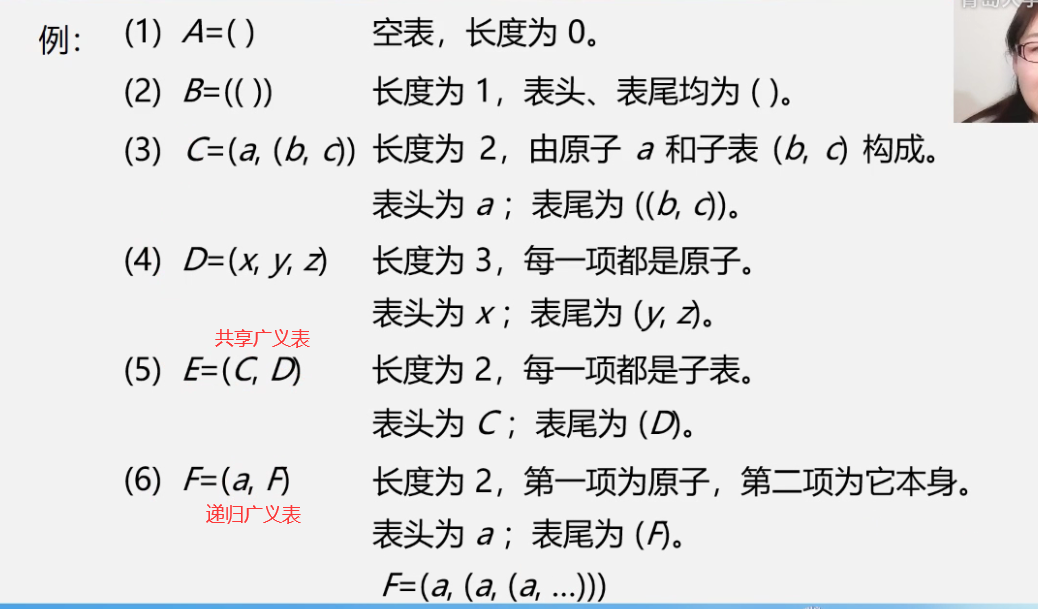 青岛大学
例：
(1) A=( ) 空表，长度为 0。
(2) B=(( )) 长度为 1，表头、表尾均为 ( )。
(3) C=(a, (b, c)) 长度为 2，由原子 a 和子表 (b, c) 构成。
表头为 a ；表尾为 ((b, c))。
(4) D=(x, y, z) 长度为 3，每一项都是原子。
表头为 x ；表尾为 (y, z)。
共享广义表
(5) E=(C, D) 长度为 2，每一项都是子表。
表头为 C ；表尾为 (D)。
(6) F=(a, F) 长度为 2，第一项为原子，第二项为它本身。
递归广义表
表头为 a ；表尾为 (F)。
F=(a, (a, (a, …)))